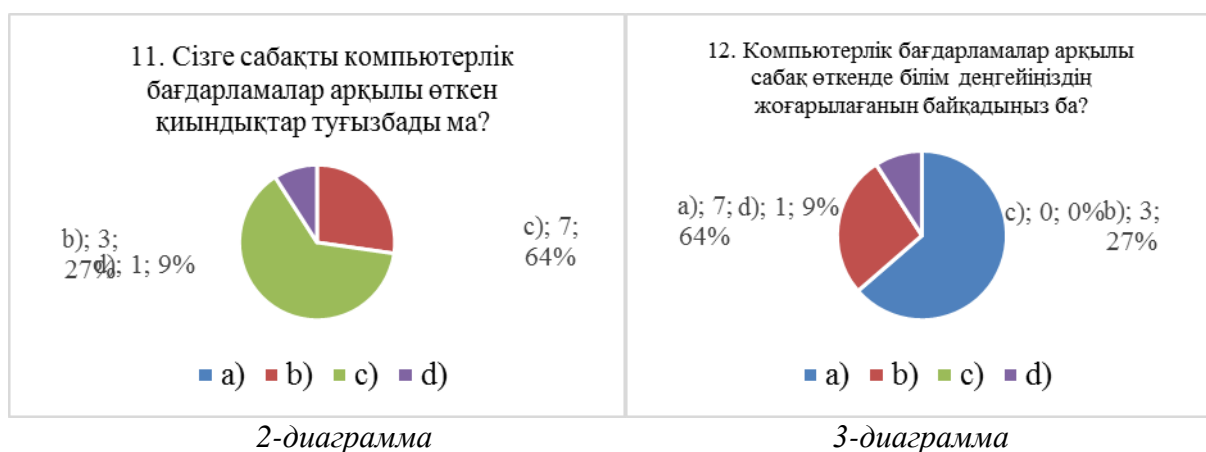 11. Сізге сабақты компьютерлік
бағдарламалар арқылы өткен
қиындықтар туғызбады ма?
b); 3;
27%
d); 1; 9%
c); 7;
64%
a) b) c) d)
2-диаграмма
12. Компьютерлік бағдарламалар арқылы
сабақ өткенде білім деңгейіңіздің
жоғарылағанын байқадыңыз ба?
a); 7;
64%
d); 1; 9%
c); 0; 0%
b); 3;
27%
a) b) c) d)
3-диаграмма